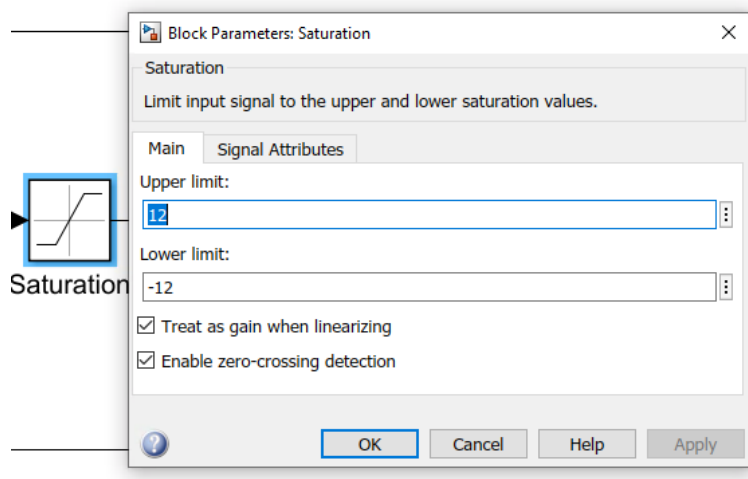 Block Parameters: Saturation
Saturation
Limit input signal to the upper and lower saturation values.
Main Signal Attributes
Upper limit:
12
Lower limit:
-12
Treat as gain when linearizing
Enable zero-crossing detection
OK Cancel Help Apply
Saturation